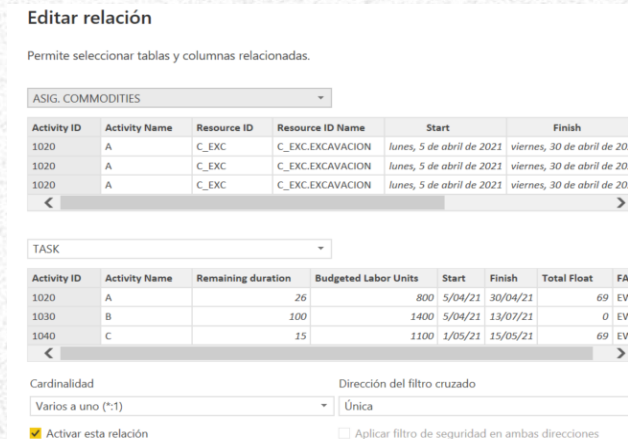 Editar relación
Permite seleccionar tablas y columnas relacionadas.
ASIG. COMMODITIES
Activity ID Activity Name Resource ID Resource ID Name Start Finish
1020 A C_EXC C_EXC.EXCAVACION lunes, 5 de abril de 2021 viernes, 30 de abril de 20
1020 A C_EXC C_EXC.EXCAVACION lunes, 5 de abril de 2021 viernes, 30 de abril de 20
1020 A C_EXC C_EXC.EXCAVACION lunes, 5 de abril de 2021 viernes, 30 de abril de 20
TASK
Activity ID Activity Name Remaining duration Budgeted Labor Units Start Finish Total Float FA
1020 A 26 800 5/04/21 30/04/21 69 EV
1030 B 100 1400 5/04/21 13/07/21 0 EV
1040 C 15 1100 1/05/21 15/05/21 69 EV
Cardinalidad Dirección del filtro cruzado
Varios a uno (*:1) Única
Activar esta relación Aplicar filtro de seguridad en ambas direcciones